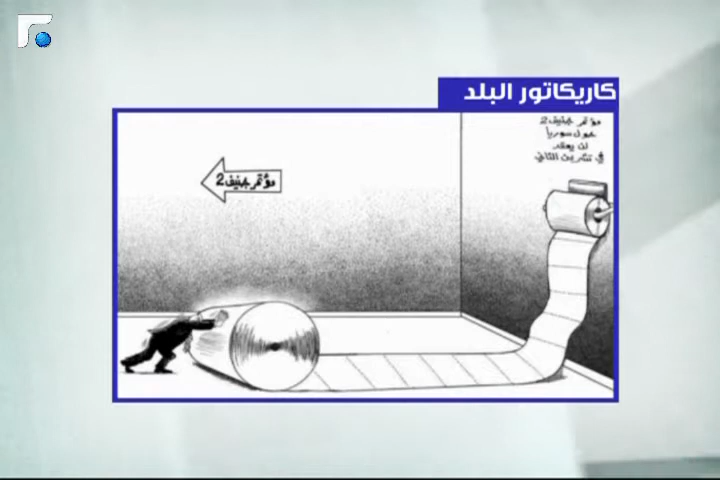 كاريكاتور البلد
مؤتمر جنيف 2
حول سوريا
لن يعقد
في تشرين الثاني
مؤتمر جنيف 2